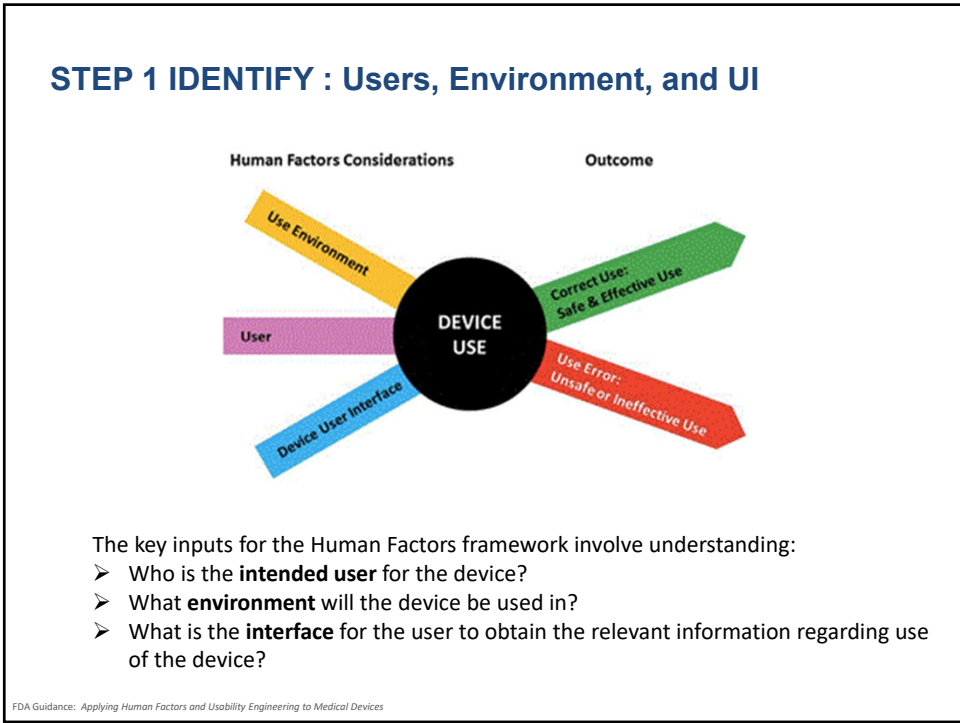 STEP 1 IDENTIFY : Users, Environment, and UI
Human Factors Considerations
Outcome
Use Environment
User
Device User Interface
DEVICE
USE
Correct Use:
Safe & Effective Use
Use Error:
Unsafe or Ineffective Use
The key inputs for the Human Factors framework involve understanding:
➢ Who is the intended user for the device?
➢ What environment will the device be used in?
➢ What is the interface for the user to obtain the relevant information regarding use
of the device?
FDA Guidance: Applying Human Factors and Usability Engineering to Medical Devices